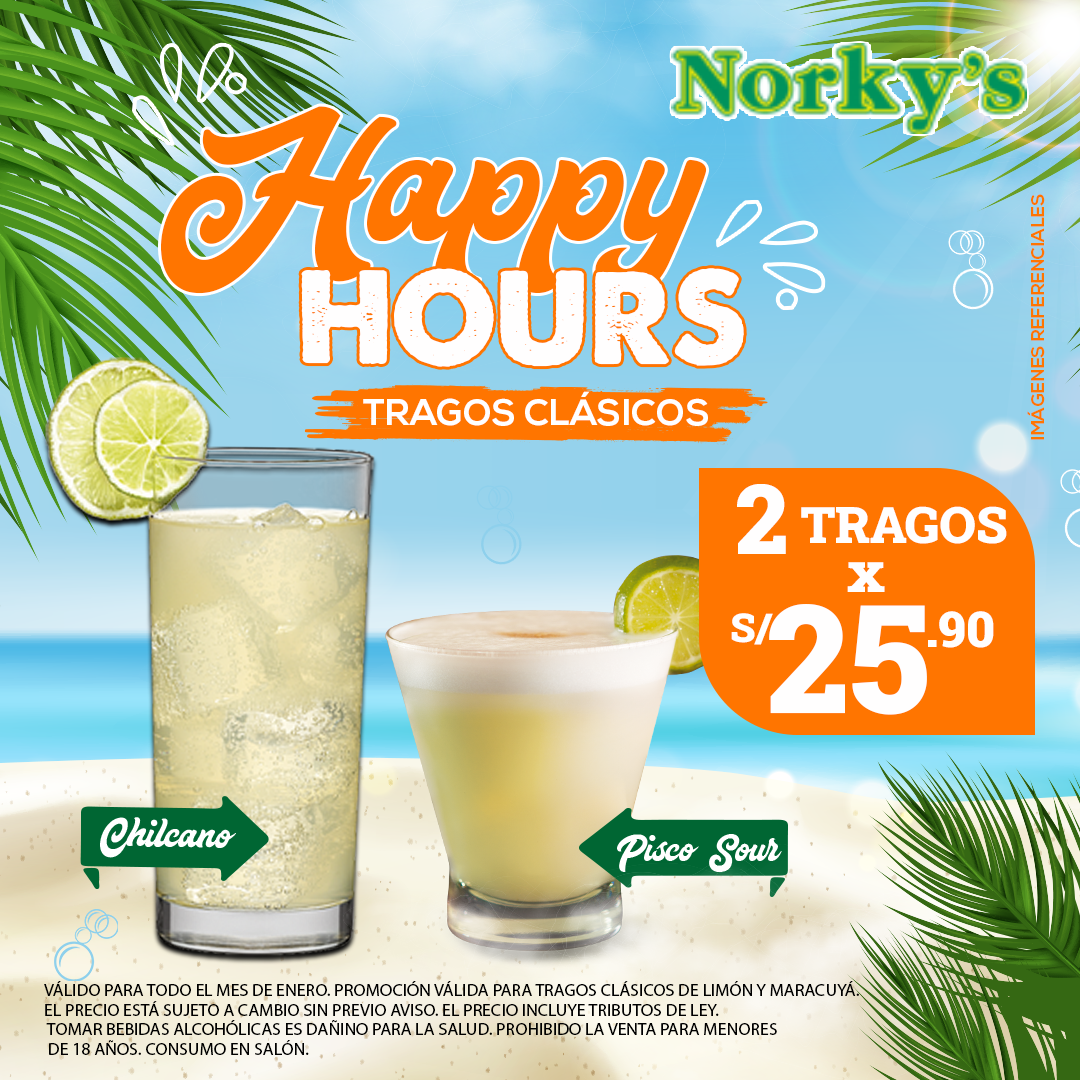 Norky's
Happy
HOURS
TRAGOS CLÁSICOS
IMÁGENES REFERENCIALES
2 TRAGOS
x
S/25.90
Chilcano
Pisco Sour
VÁLIDO PARA TODO EL MES DE ENERO. PROMOCIÓN VÁLIDA PARA TRAGOS CLÁSICOS DE LIMÓN Y MARACUYÁ.
EL PRECIO ESTÁ SUJETO A CAMBIO SIN PREVIO AVISO. EL PRECIO INCLUYE TRIBUTOS DE LEY.
TOMAR BEBIDAS ALCOHÓLICAS ES DAÑINO PARA LA SALUD. PROHIBIDO LA VENTA PARA MENORES
DE 18 AÑOS. CONSUMO EN SALÓN.